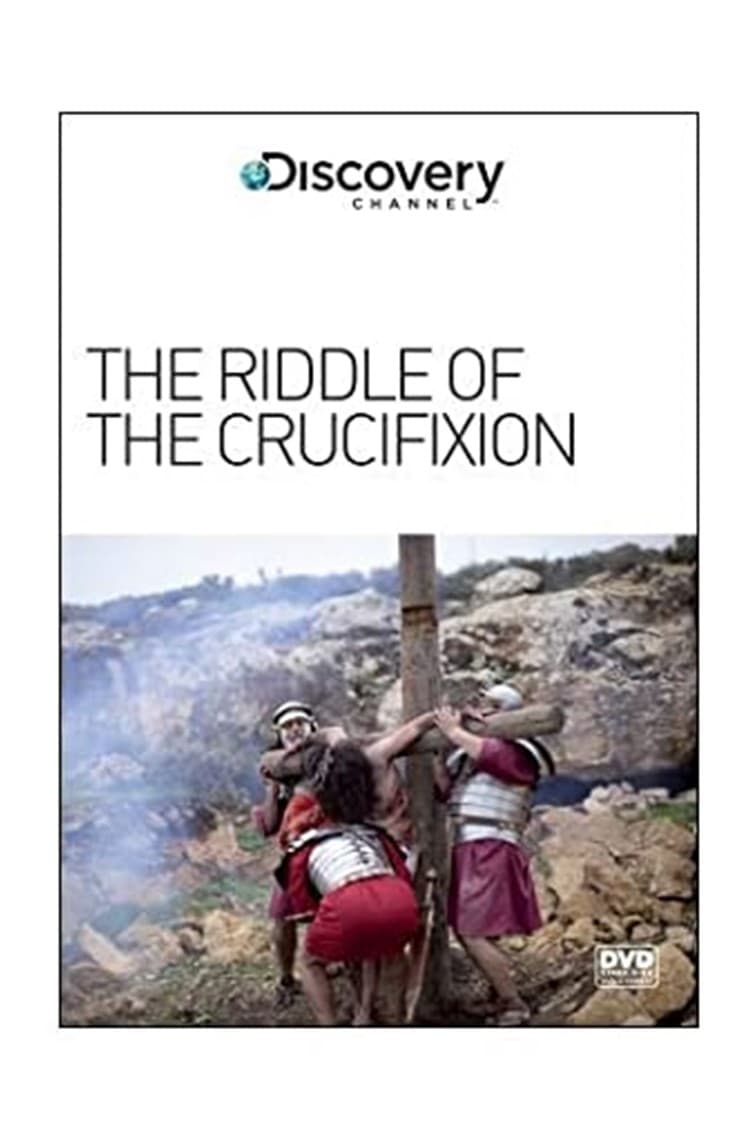 Discovery
CHANNEL
THE RIDDLE OF
THE CRUCIFIXION
DVD